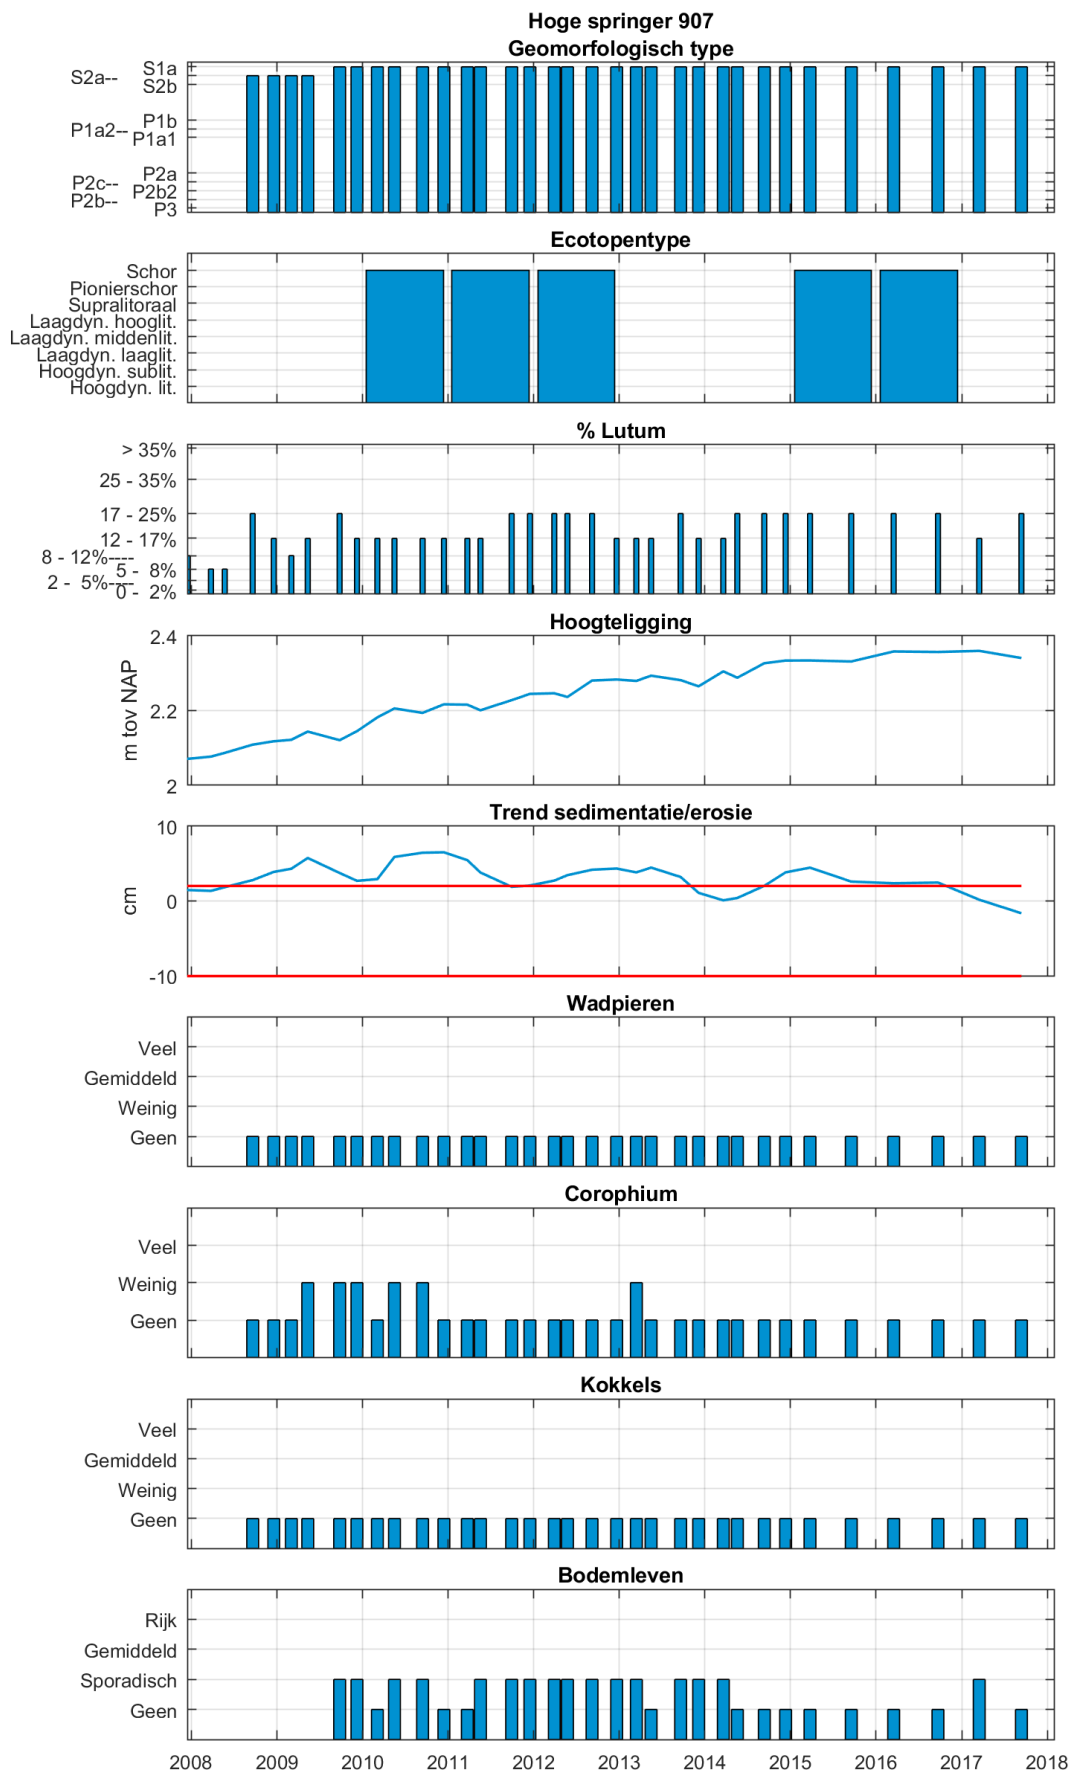 Hoge springer 907
Geomorfologisch type
S1a
S2a--
S2b
P1b
P1a2--
P1a1
P2a
P2c--
P2b2
P2b--
P3
Ecotopentype
Schor
Pionierschor
Supralitoraal
Laagdyn. hooglit.
Laagdyn. middenlit.
Laagdyn. laaglit.
Hoogdyn. sublit.
Hoogdyn. lit.
% Lutum
> 35%
25 - 35%
17 - 25%
12 - 17%
8 - 12%----
5 - 8%
2 - 5%----
0 - 2%
Hoogteligging
2.4
2.2
2
m tov NAP
Trend sedimentatie/erosie
10
0
-10
cm
Wadpieren
Veel
Gemiddeld
Weinig
Geen
Corophium
Veel
Weinig
Geen
Kokkels
Veel
Gemiddeld
Weinig
Geen
Bodemleven
Rijk
Gemiddeld
Sporadisch
Geen
2008 2009 2010 2011 2012 2013 2014 2015 2016 2017 2018